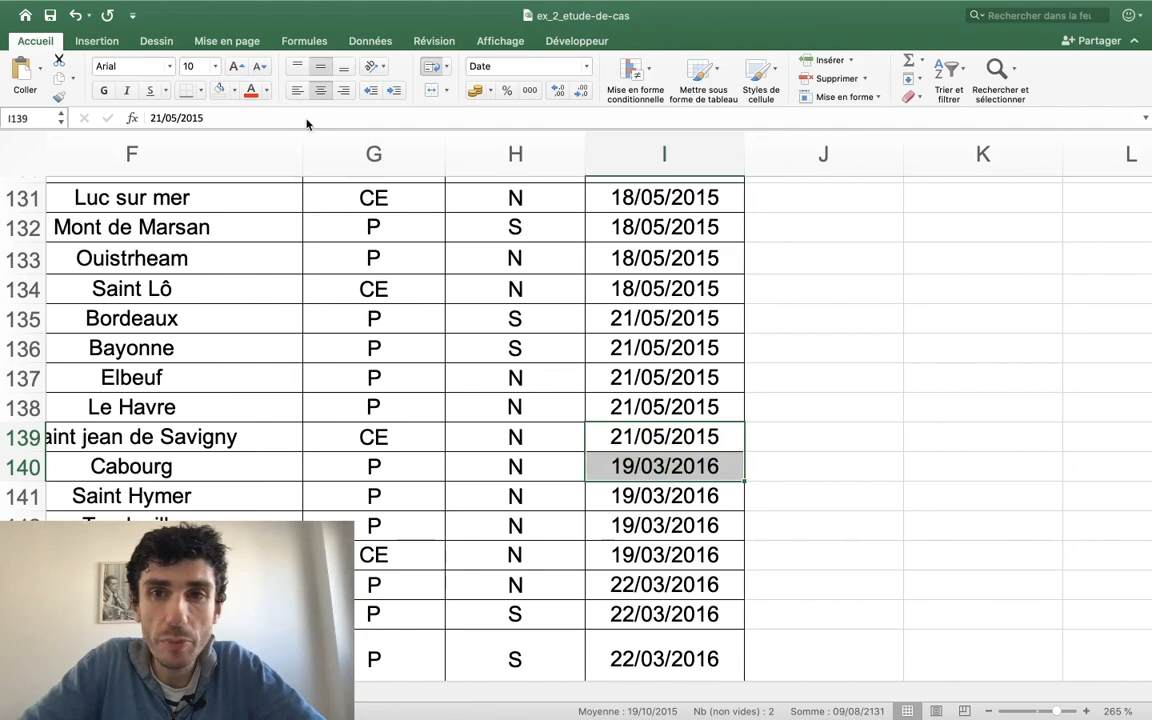 ex_2_etude-de-cas
Rechercher dans la feu
Accueil Insertion Dessin Mise en page Formules Données Révision Affichage Développeur Partager
Coller
Arial 10
G I S A
Date
% 000
Mise en forme conditionnelle
Mettre sous forme de tableau
Styles de cellule
Insérer
Supprimer
Mise en forme
Trier et filtrer
Recherche et sélectionner
I139 fx 21/05/2015
F G H I J K L
131 Luc sur mer CE N 18/05/2015
132 Mont de Marsan P S 18/05/2015
133 Ouistrheam P N 18/05/2015
134 Saint Lô CE N 18/05/2015
135 Bordeaux P S 21/05/2015
136 Bayonne P S 21/05/2015
137 Elbeuf P N 21/05/2015
138 Le Havre P N 21/05/2015
139 aint jean de Savigny CE N 21/05/2015
140 Cabourg P N 19/03/2016
141 Saint Hymer P N 19/03/2016
P N 19/03/2016
CE N 19/03/2016
P N 22/03/2016
P S 22/03/2016
P S 22/03/2016
Moyenne : 19/10/2015 Nb (non vides) : 2 Somme : 09/08/2131 265 %